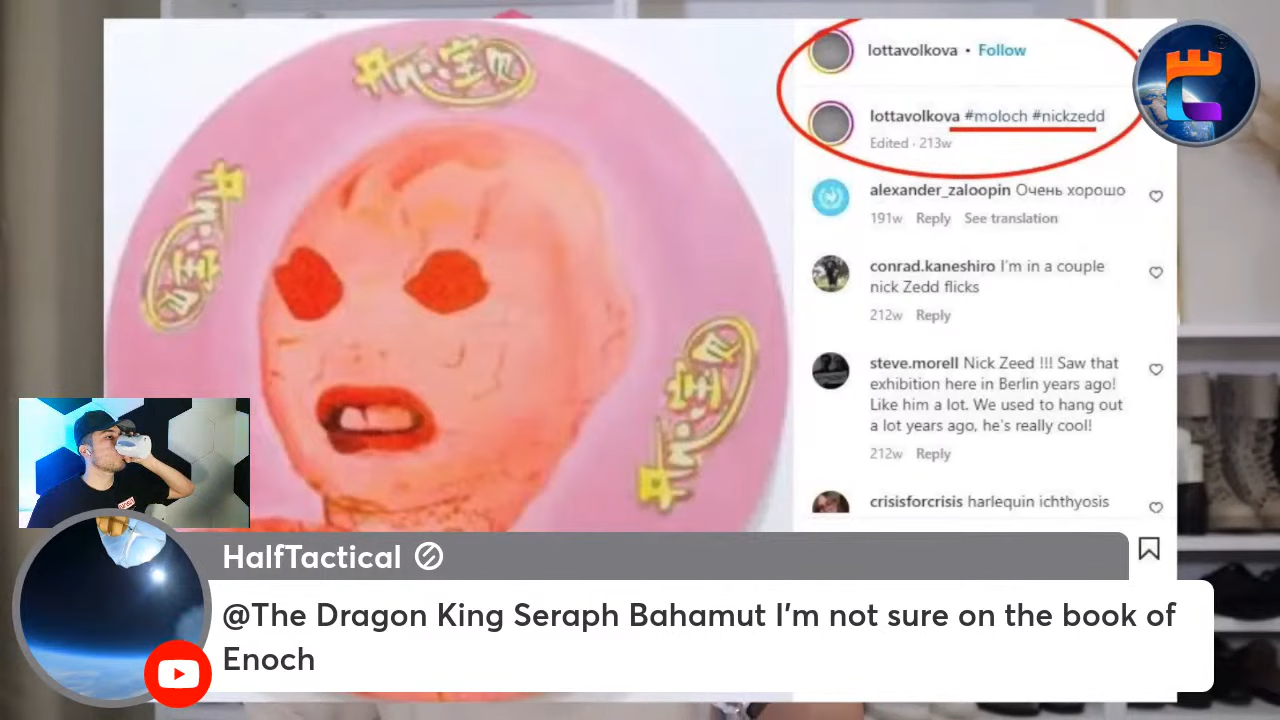 lottavolkova • Follow
lottavolkova #moloch #nickzedd
Edited · 213w
alexander_zaloopin Очень хорошо
191w Reply See translation
conrad.kaneshiro I'm in a couple
nick Zedd flicks
212w Reply
steve.morell Nick Zeed !!! Saw that
exhibition here in Berlin years ago!
Like him a lot. We used to hang out
a lot years ago, he's really cool!
212w Reply
crisisforcrisis harlequin ichthyosis
HalfTactical
@The Dragon King Seraph Bahamut I'm not sure on the book of
Enoch